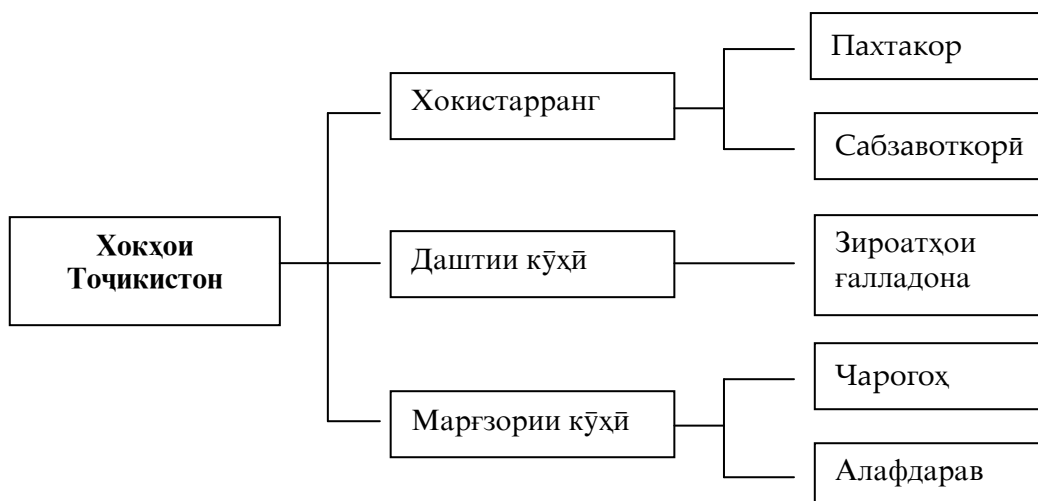 Пахтакор
Хокистарранг
Сабзавоткорӣ
Хокҳои
Тоҷикистон
Даштии кӯҳӣ
Зироатҳои
ғалладона
Чарогоҳ
Марғзории кӯҳӣ
Алафдарав